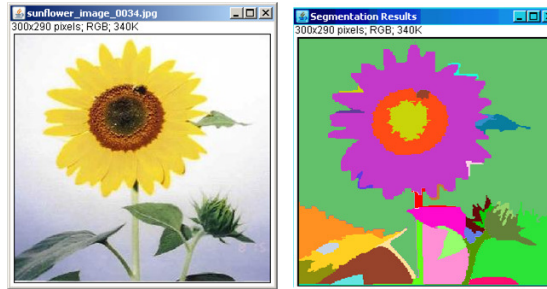 sunflower_image_0034.jpg
300x290 pixels; RGB; 340K
Segmentation Results
300x290 pixels; RGB; 340K